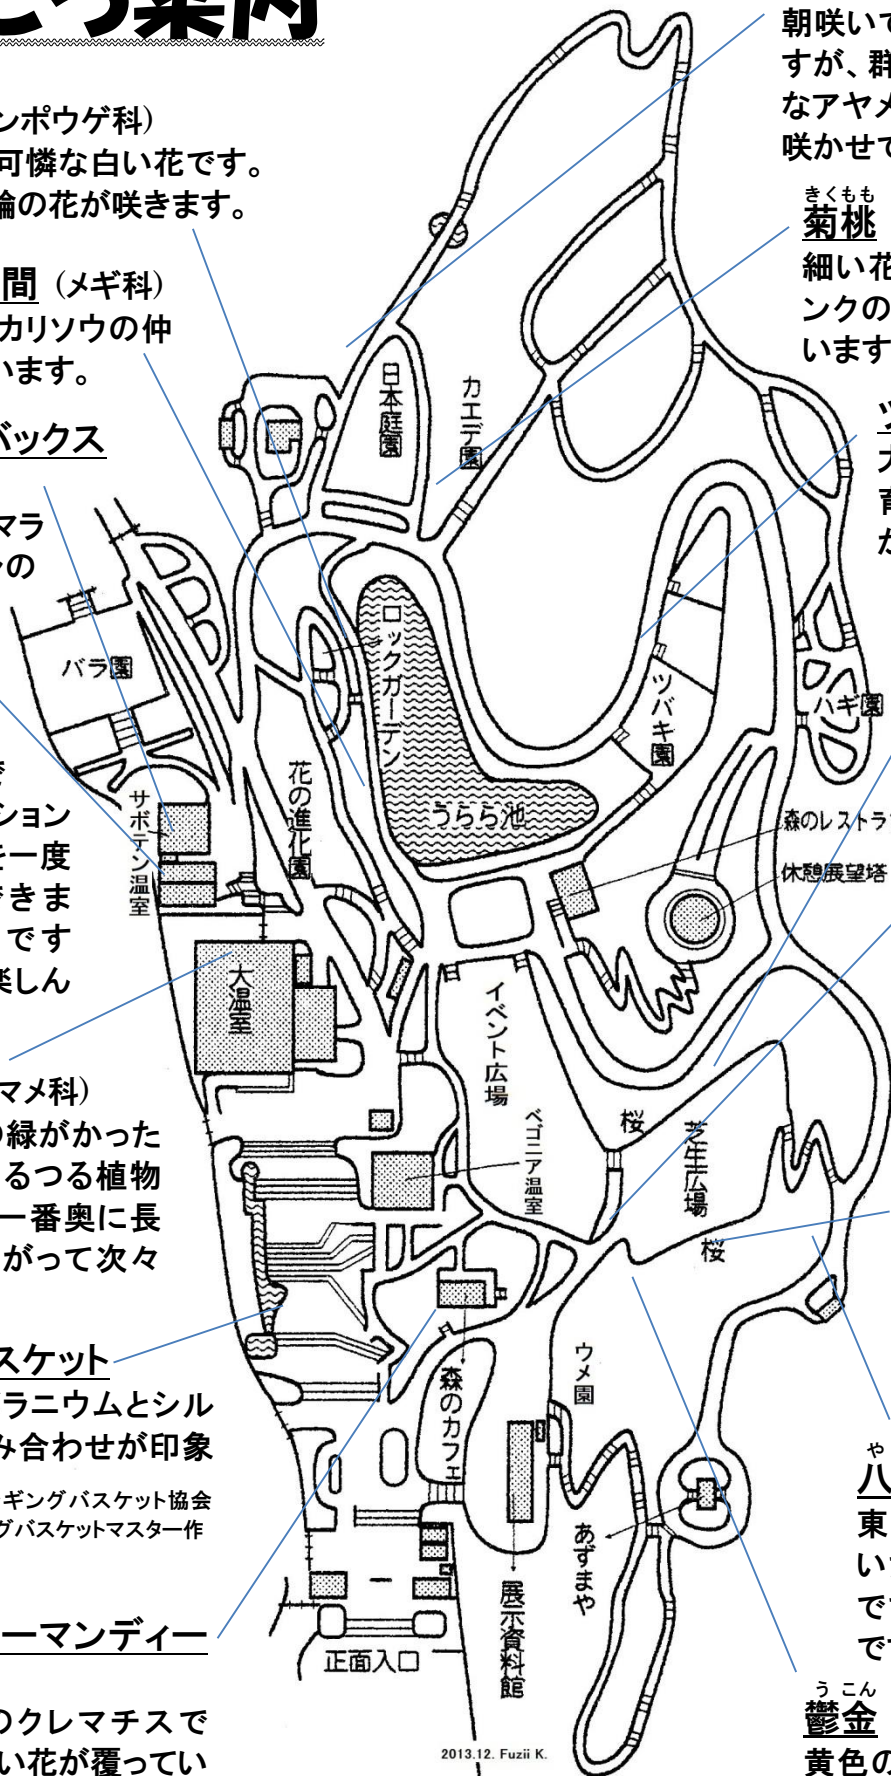 ごろ案内
ンポウゲ科）
可憐な白い花です。
輪の花が咲きます。
間（メギ科）
カリソウの仲
います。
バックス
マラ
の
ション
を一度
できま
です
楽しん
マメ科）
の緑がかった
るつる植物
一番奥に長
がって次々
スケット
ラニウムとシル
み合わせが印象
ギングバスケット協会
グバスケットマスター作
ーマンディー
のクレマチスで
い花が覆ってい
朝咲いて
すが、群
なアヤメ
咲かせて
きくもも
菊桃
細い花
ンクの
います
ツ
大
育
か
や
八
東
い
で
で
うこん
鬱金
黄色の
日本庭園
カエデ園
ロックガーデン
うらら池
ツバキ園
ハギ園
バラ園
サボテン温室
花の進化園
大温室
森のレストラ
休憩展望塔
イベント広場
ベゴニア温室
桜
芝生広場
桜
ウメ園
森のカフェ
あずまや
展示資料館
正面入口
2013.12. Fuzii K.